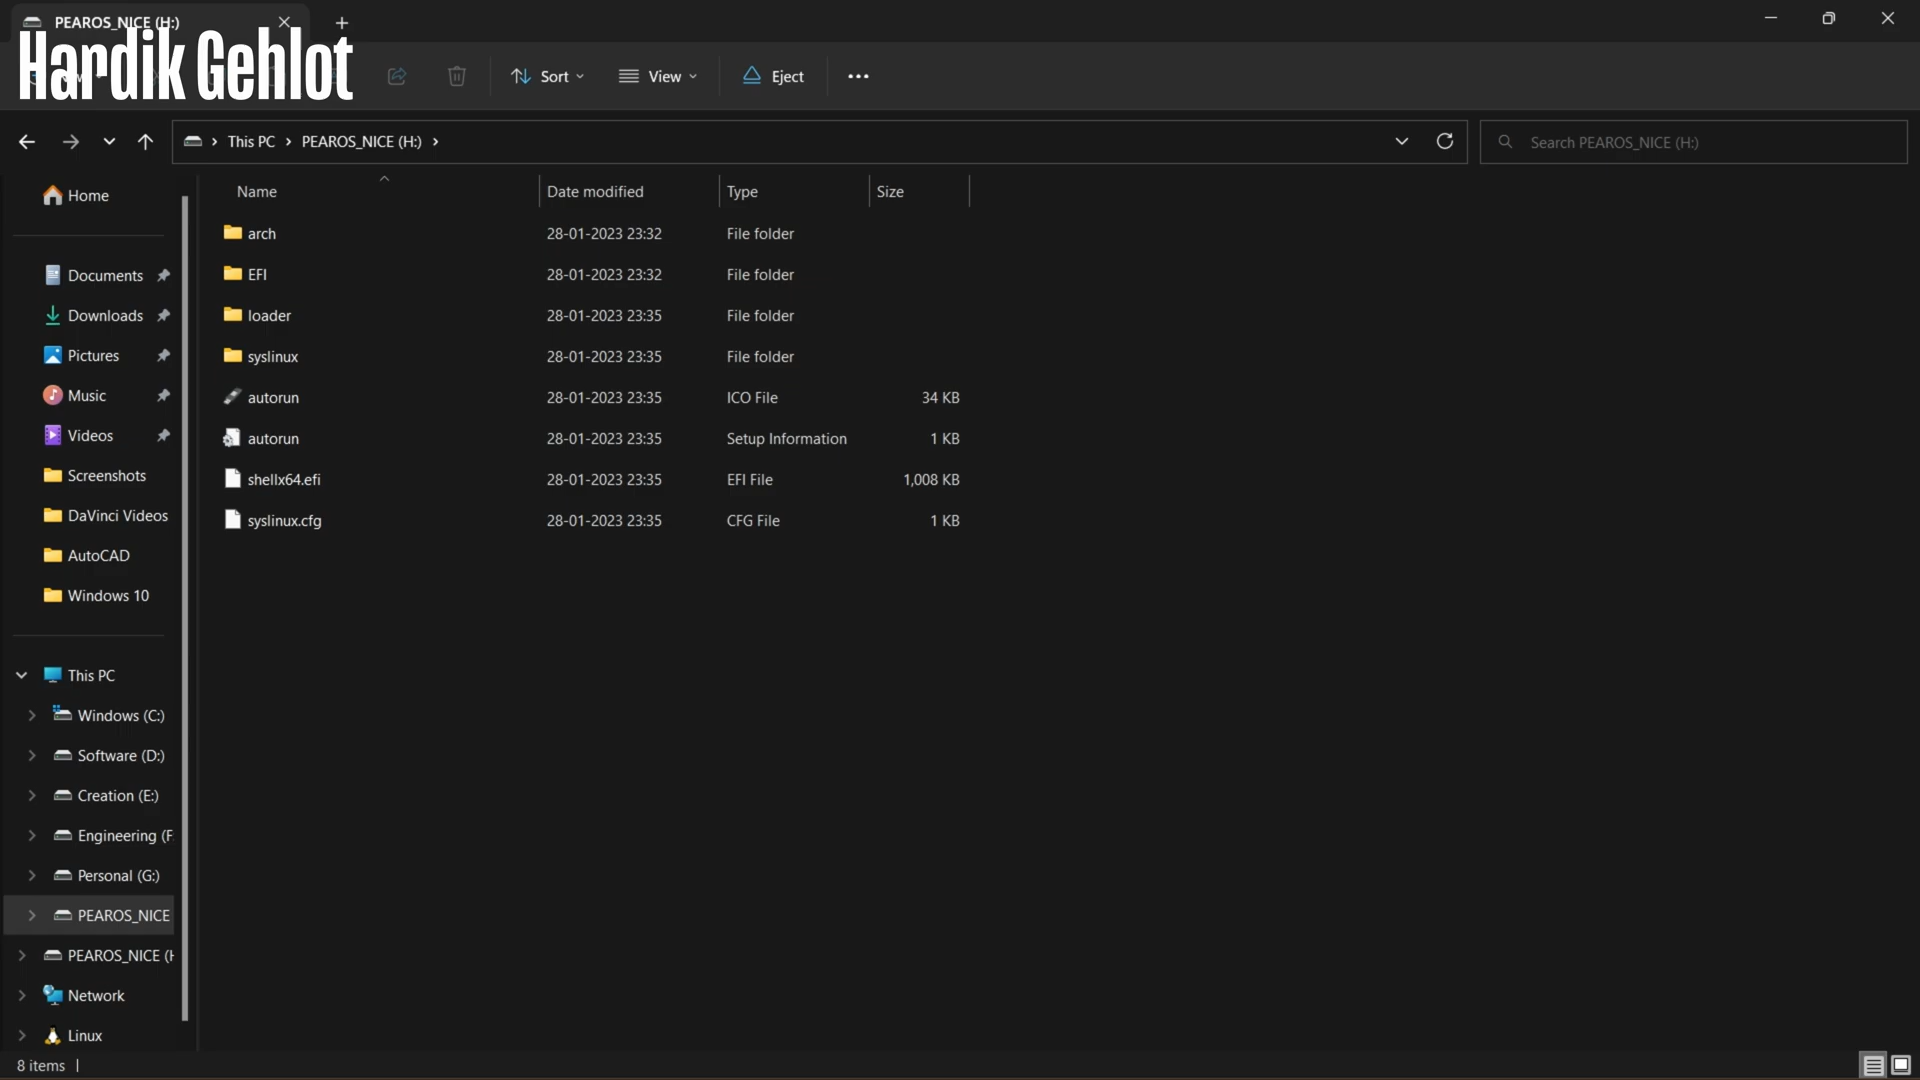 PEAROS_NICE (H:)
Hardik Gehlot
Sort
View
Eject
This PC
PEAROS_NICE (H:)
Search PEAROS_NICE (H:)
Name Date modified Type Size
arch 28-01-2023 23:32 File folder
EFI 28-01-2023 23:32 File folder
loader 28-01-2023 23:35 File folder
syslinux 28-01-2023 23:35 File folder
autorun 28-01-2023 23:35 ICO File 34 KB
autorun 28-01-2023 23:35 Setup Information 1 KB
shellx64.efi 28-01-2023 23:35 EFI File 1,008 KB
syslinux.cfg 28-01-2023 23:35 CFG File 1 KB
Home
Documents
Downloads
Pictures
Music
Videos
Screenshots
DaVinci Videos
AutoCAD
Windows 10
This PC
Windows (C:)
Software (D:)
Creation (E:)
Engineering (F
Personal (G:)
PEAROS_NICE
PEAROS_NICE (H
Network
Linux
8 items